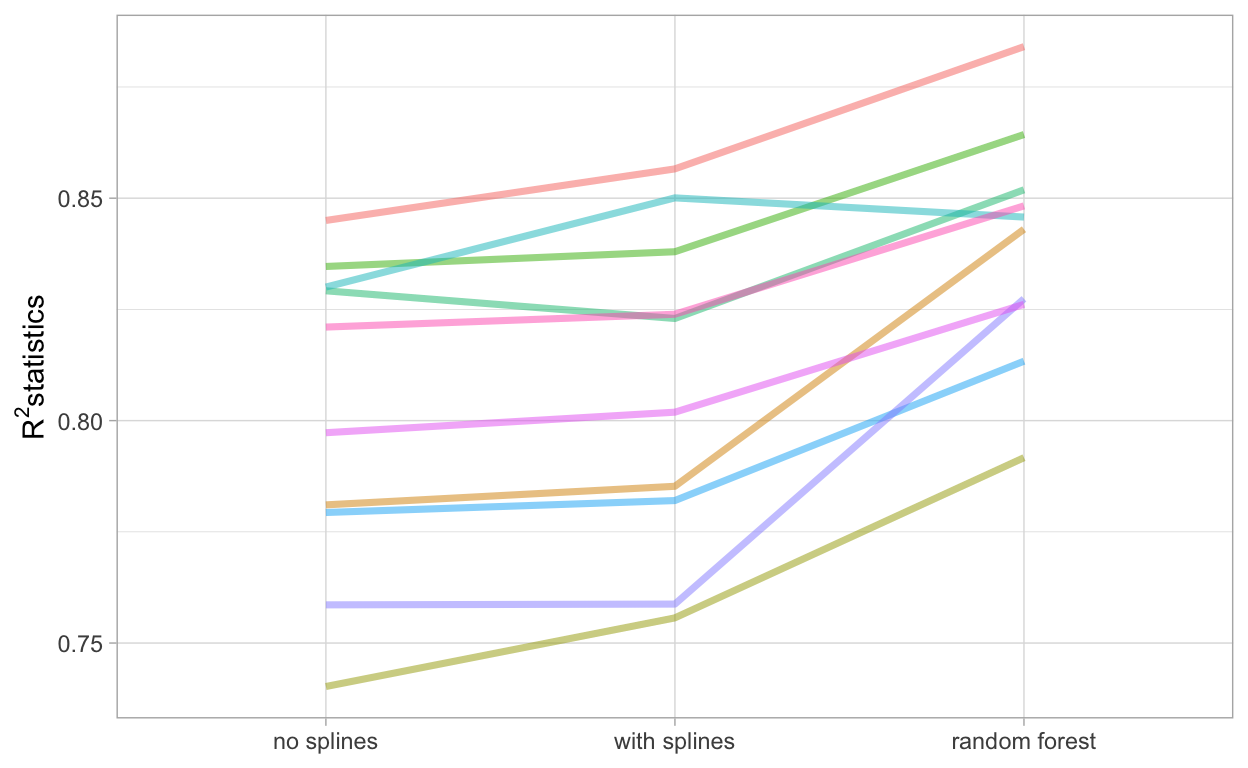 R²statistics
0.85
0.80
0.75
no splines
with splines
random forest